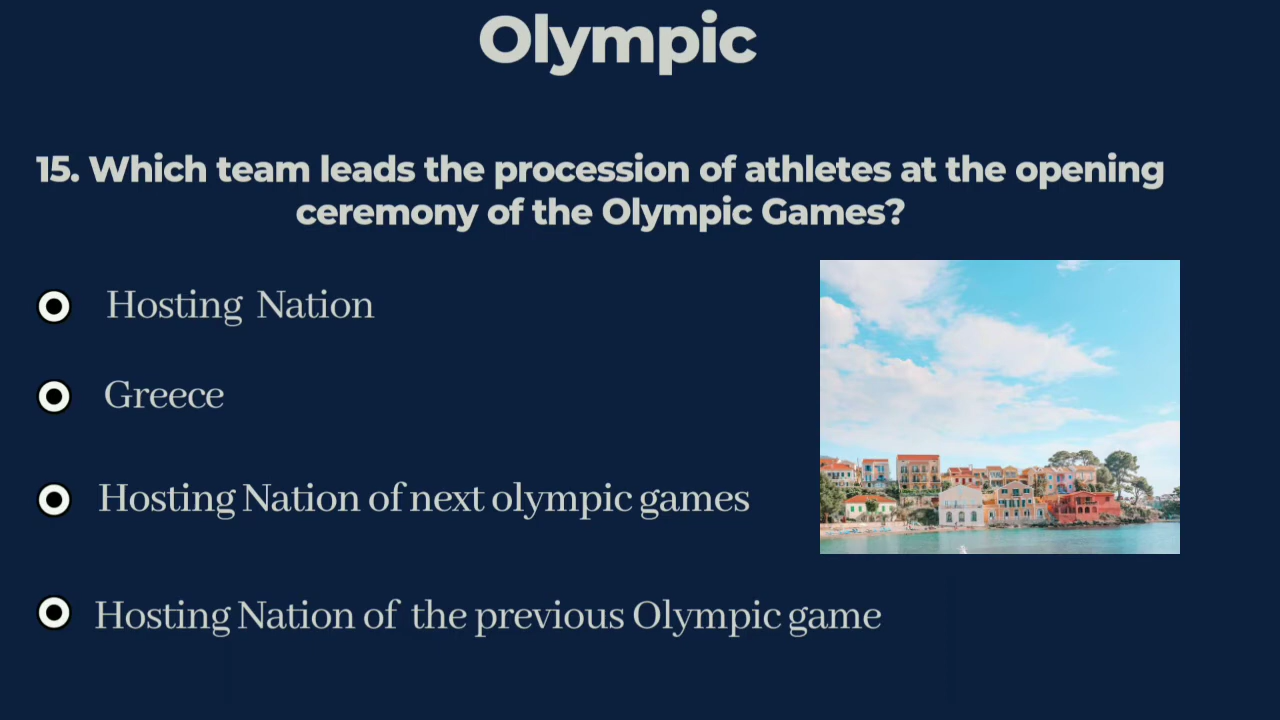 Olympic
15. Which team leads the procession of athletes at the opening
ceremony of the Olympic Games?
Hosting Nation
Greece
Hosting Nation of next olympic games
Hosting Nation of the previous Olympic game